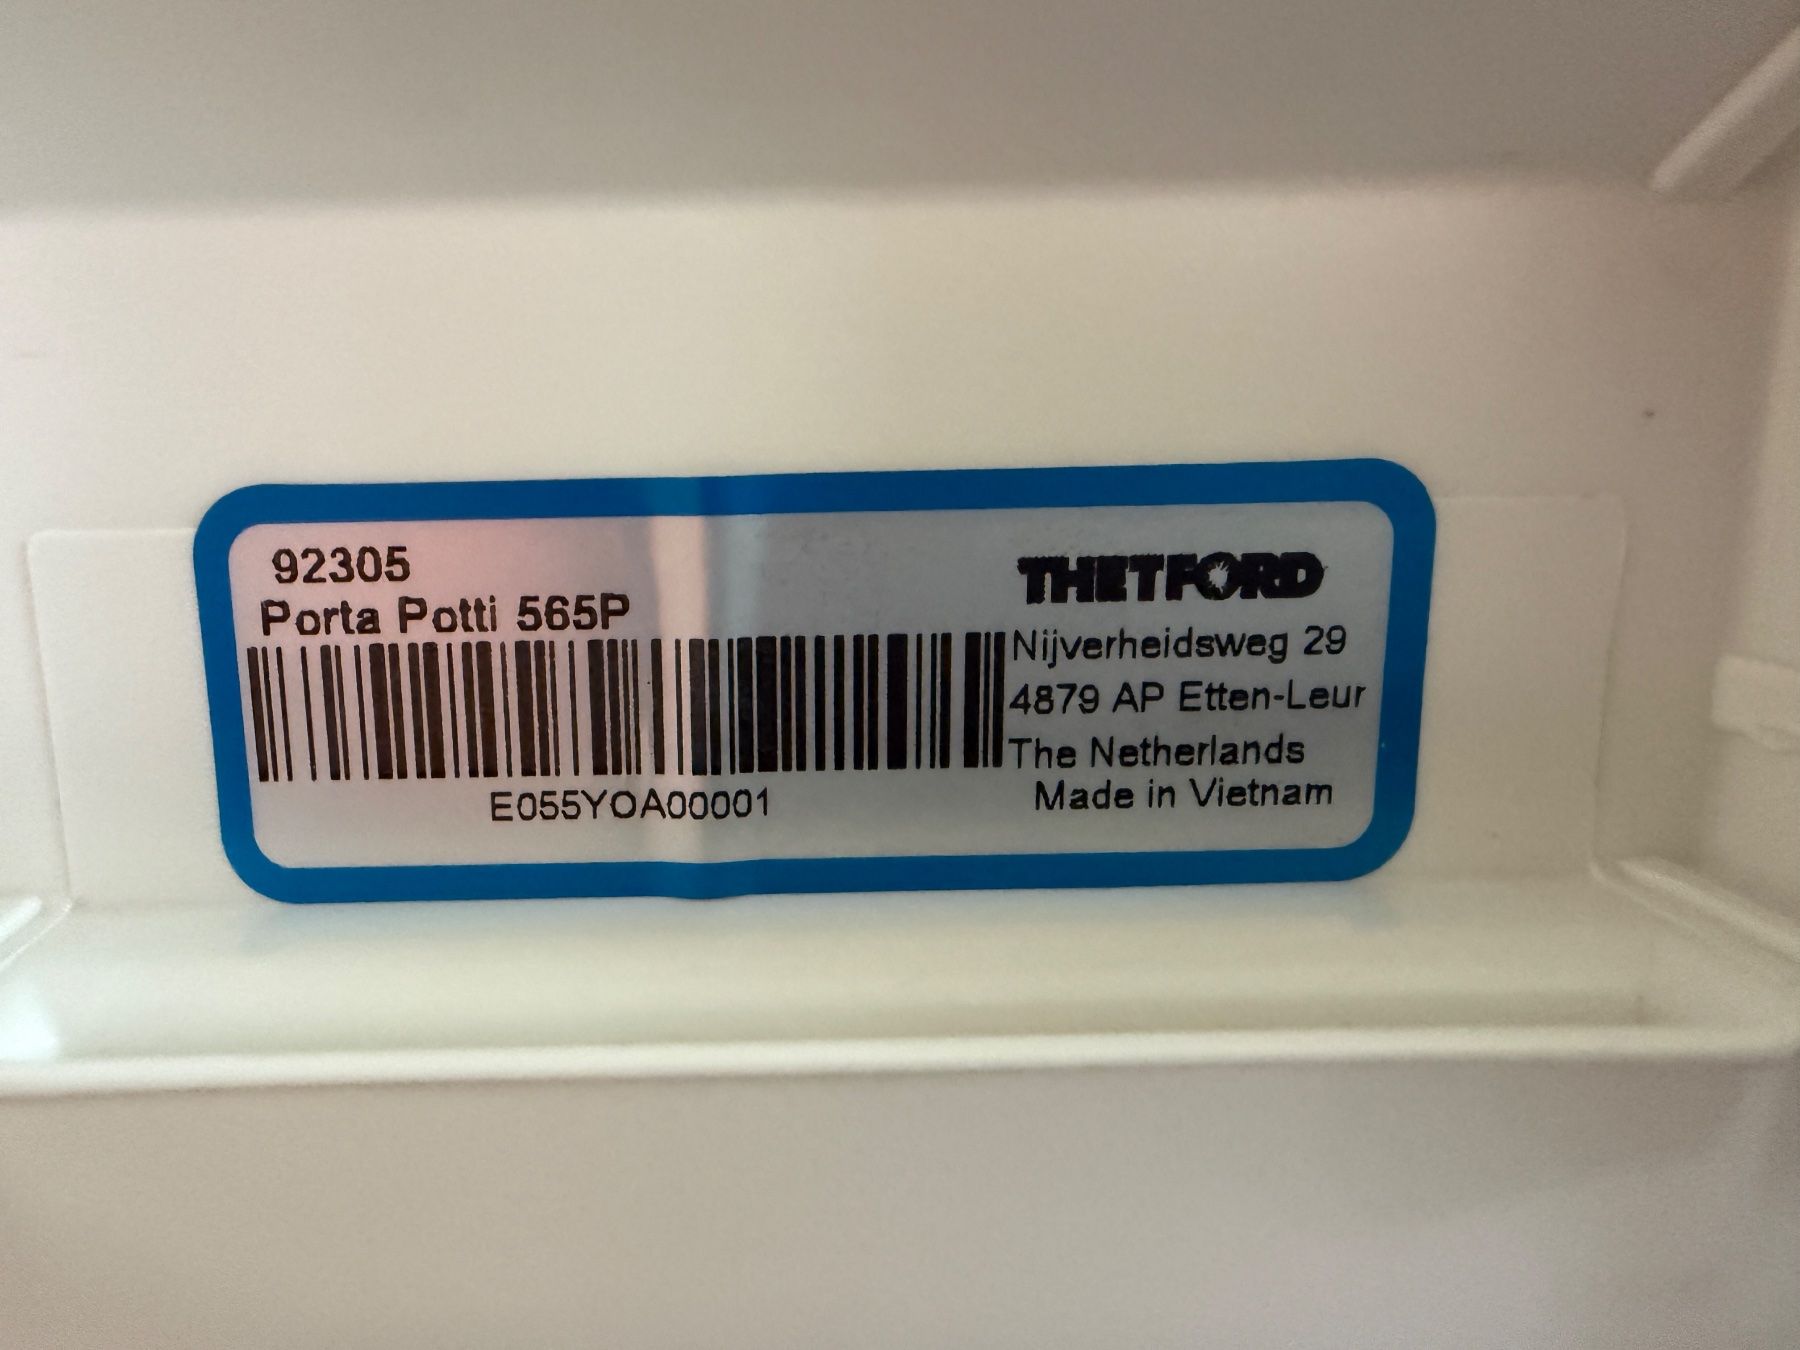 92305
Porta Potti 565P
E055YOA00001
THETFORD
Nijverheidsweg 29
4879 AP Etten-Leur
The Netherlands
Made in Vietnam